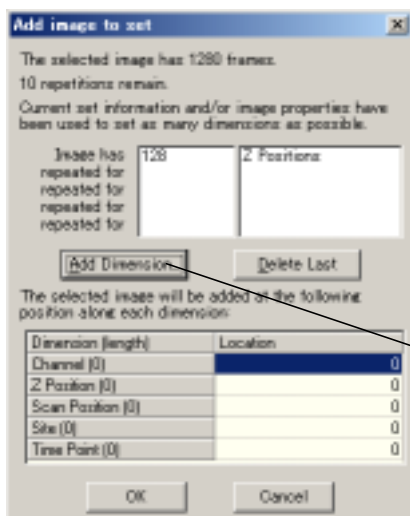 Add image to set
The selected image has 1280 frames.
10 repetitions remain.
Current set information and/or image properties have
been used to set as many dimensions as possible.
Image has 128 Z Positions
repeated for
repeated for
repeated for
repeated for
Add Dimension Delete Last
The selected image will be added at the following
position along each dimension:
Dimension (length) Location
Channel (0) 0
Z Position (0) 0
Scan Position (0) 0
Site (0) 0
Time Point (0) 0
OK Cancel